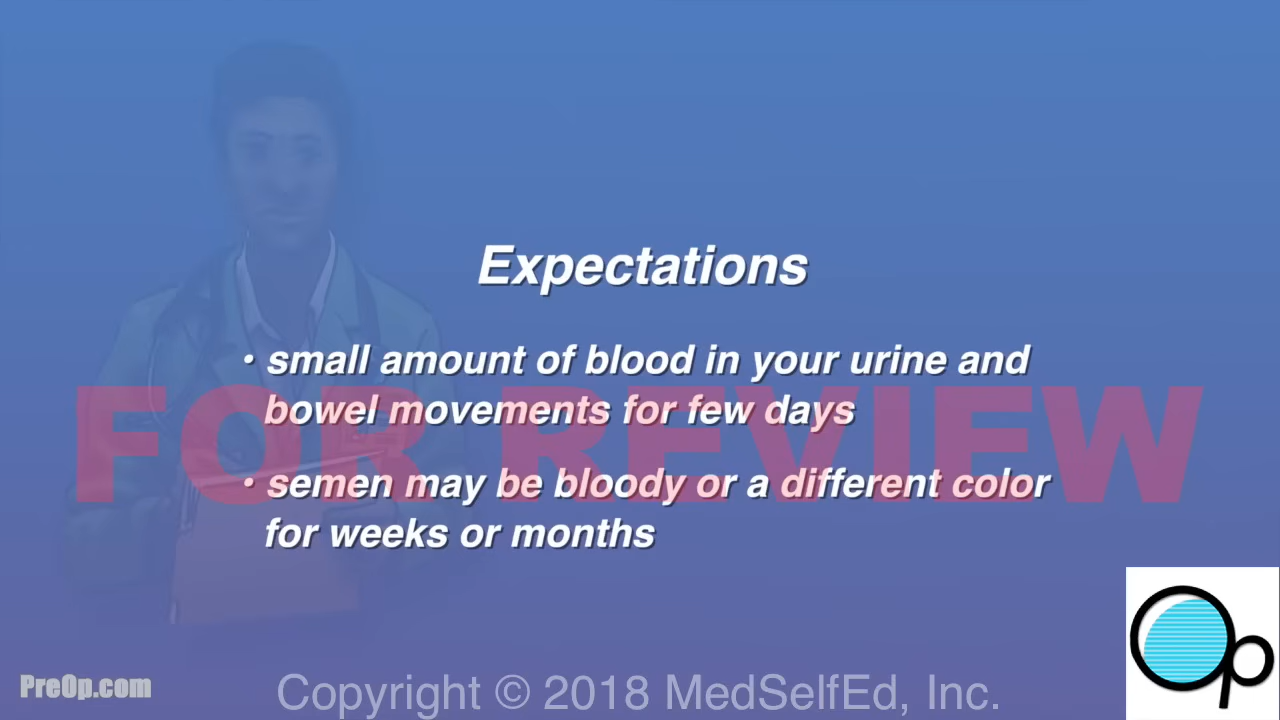 Expectations
• small amount of blood in your urine and
bowel movements for few days
FOR REVIEW
• semen may be bloody or a different color
for weeks or months
Op
PreOp.com
Copyright © 2018 MedSelfEd, Inc.